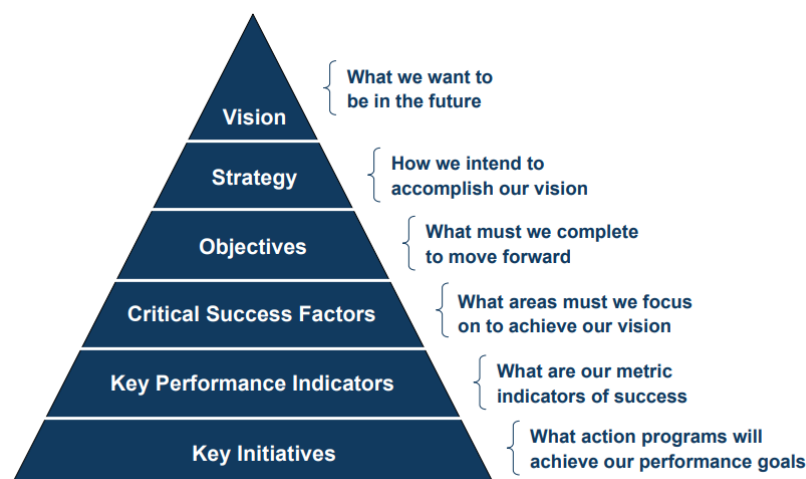 Vision
What we want to
be in the future
Strategy
How we intend to
accomplish our vision
Objectives
What must we complete
to move forward
Critical Success Factors
What areas must we focus
on to achieve our vision
Key Performance Indicators
What are our metric
indicators of success
Key Initiatives
What action programs will
achieve our performance goals